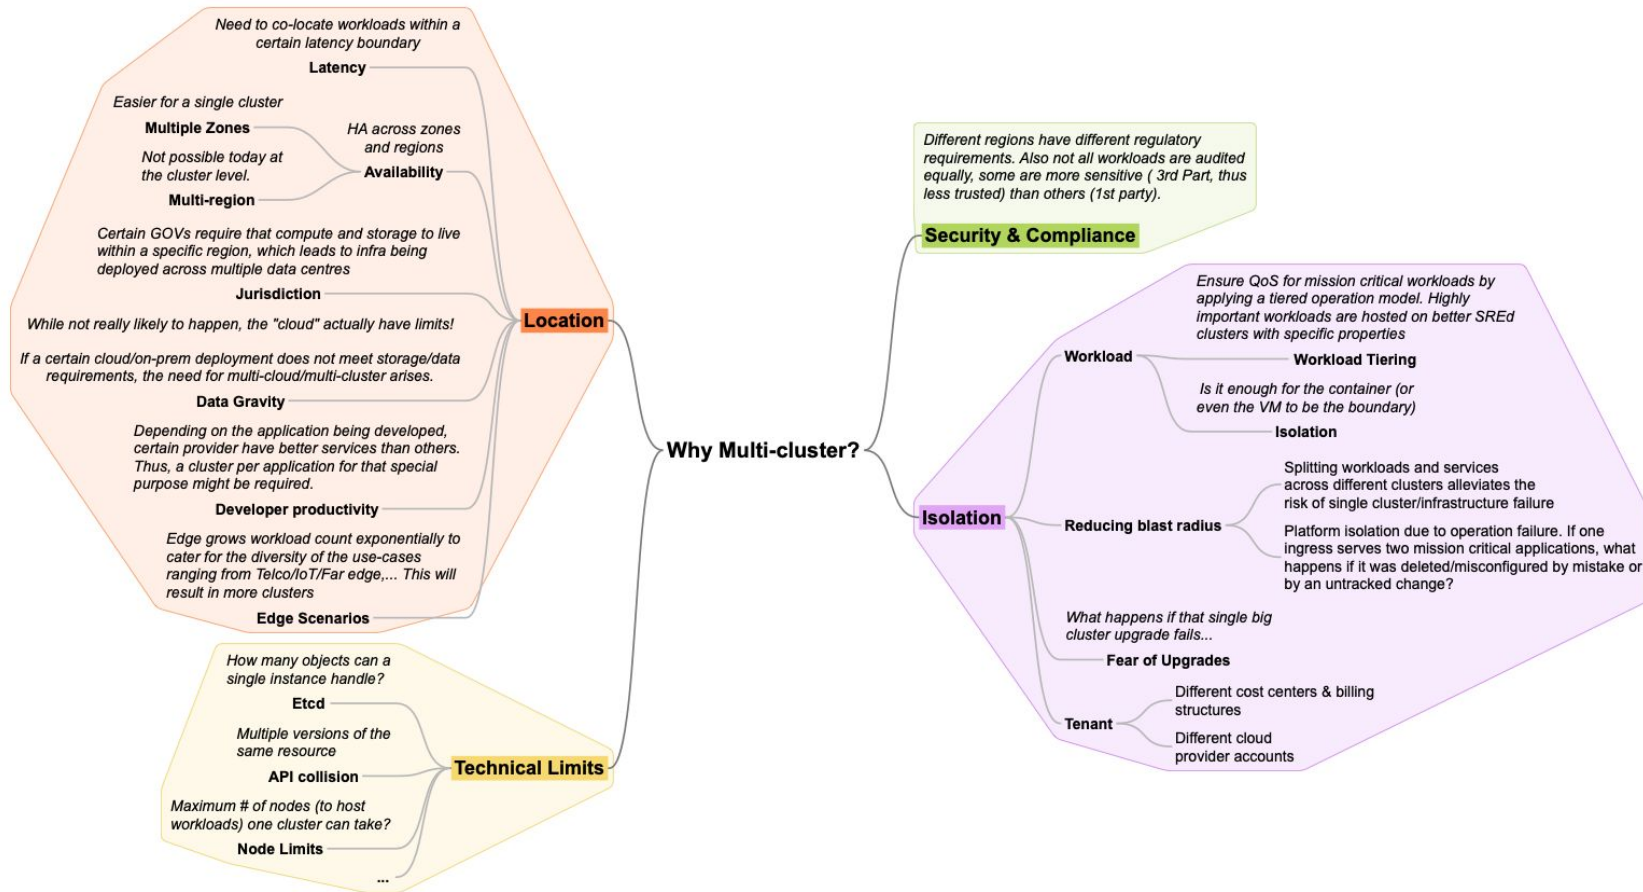 Need to co-locate workloads within a
certain latency boundary
Latency
Easier for a single cluster
Multiple Zones
Not possible today at
the cluster level.
Multi-region
HA across zones
and regions
Availability
Certain GOVs require that compute and storage to live
within a specific region, which leads to infra being
deployed across multiple data centres
Jurisdiction
While not really likely to happen, the "cloud" actually have limits!
If a certain cloud/on-prem deployment does not meet storage/data
requirements, the need for multi-cloud/multi-cluster arises.
Data Gravity
Depending on the application being developed,
certain provider have better services than others.
Thus, a cluster per application for that special
purpose might be required.
Developer productivity
Edge grows workload count exponentially to
cater for the diversity of the use-cases
ranging from Telco/IoT/Far edge,... This will
result in more clusters
Edge Scenarios
Location
How many objects can a
single instance handle?
Etcd
Multiple versions of the
same resource
API collision
Maximum # of nodes (to host
workloads) one cluster can take?
Node Limits
...
Technical Limits
Why Multi-cluster?
Different regions have different regulatory
requirements. Also not all workloads are audited
equally, some are more sensitive ( 3rd Part, thus
less trusted) than others (1st party).
Security & Compliance
Isolation
Workload
Ensure QoS for mission critical workloads by
applying a tiered operation model. Highly
important workloads are hosted on better SREd
clusters with specific properties
Workload Tiering
Is it enough for the container (or
even the VM to be the boundary)
Isolation
Reducing blast radius
Splitting workloads and services
across different clusters alleviates the
risk of single cluster/infrastructure failure
Platform isolation due to operation failure. If one
ingress serves two mission critical applications, what
happens if it was deleted/misconfigured by mistake or
by an untracked change?
What happens if that single big
cluster upgrade fails...
Fear of Upgrades
Tenant
Different cost centers & billing
structures
Different cloud
provider accounts